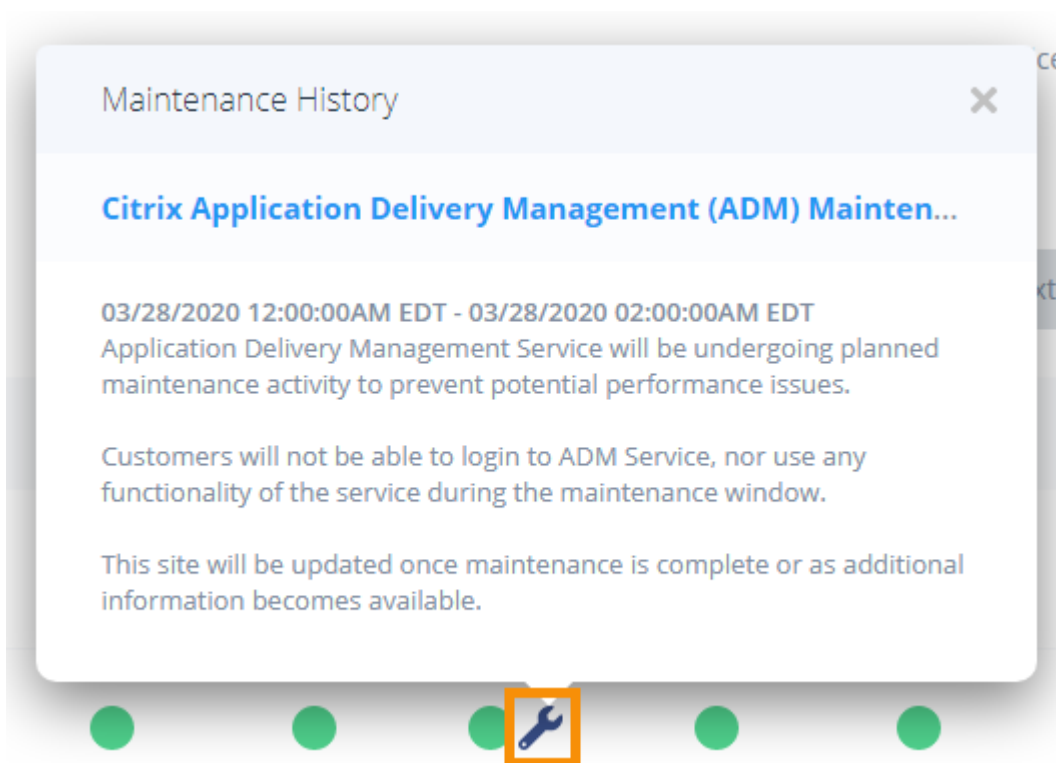 Maintenance History
Citrix Application Delivery Management (ADM) Mainten...
03/28/2020 12:00:00AM EDT - 03/28/2020 02:00:00AM EDT
Application Delivery Management Service will be undergoing planned
maintenance activity to prevent potential performance issues.
Customers will not be able to login to ADM Service, nor use any
functionality of the service during the maintenance window.
This site will be updated once maintenance is complete or as additional
information becomes available.